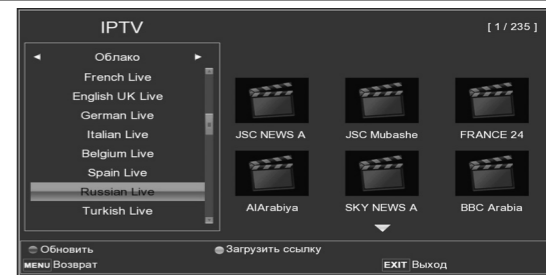 IPTV
[ 1 / 235 ]
Облако
French Live
English UK Live
German Live
Italian Live
Belgium Live
Spain Live
Russian Live
Turkish Live
JSC NEWS A
JSC Mubashe
FRANCE 24
AlArabiya
SKY NEWS A
BBC Arabia
Обновить
Загрузить ссылку
MENU Возврат
EXIT Выход